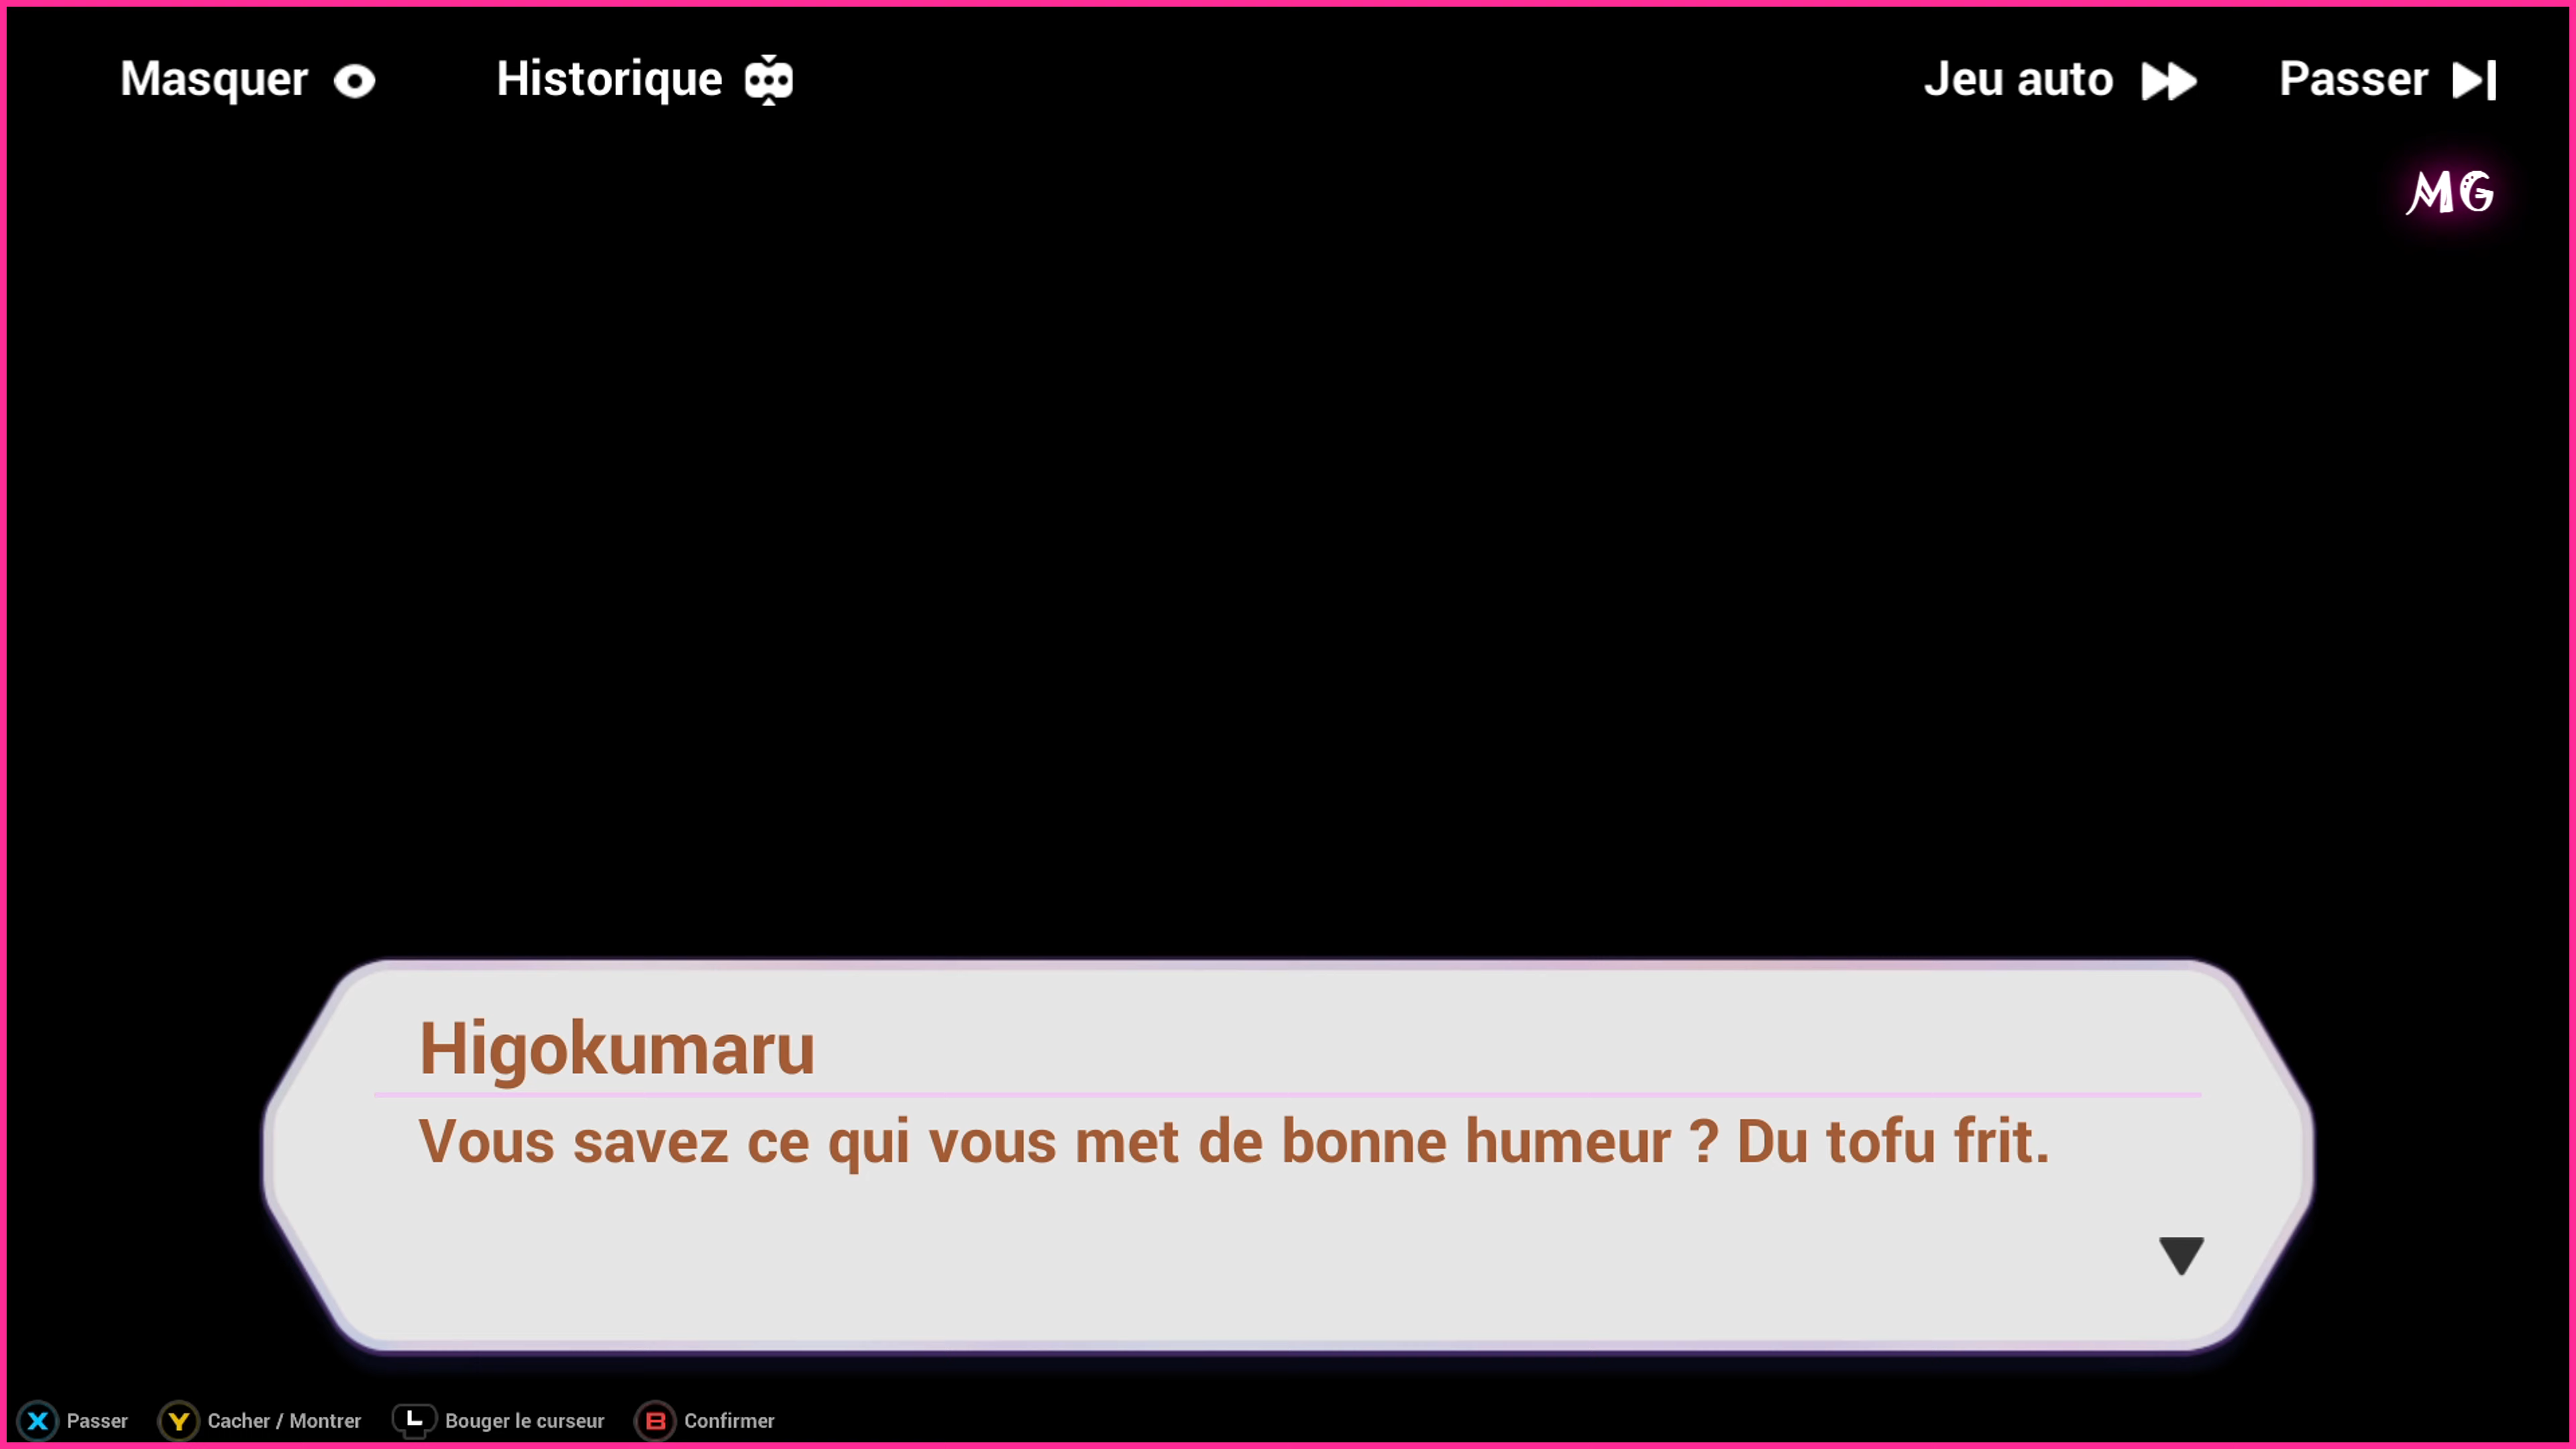 Masquer Historique Jeu auto Passer
MG
Higokumaru
Vous savez ce qui vous met de bonne humeur ? Du tofu frit.
X Passer Y Cacher / Montrer L Bouger le curseur B Confirmer